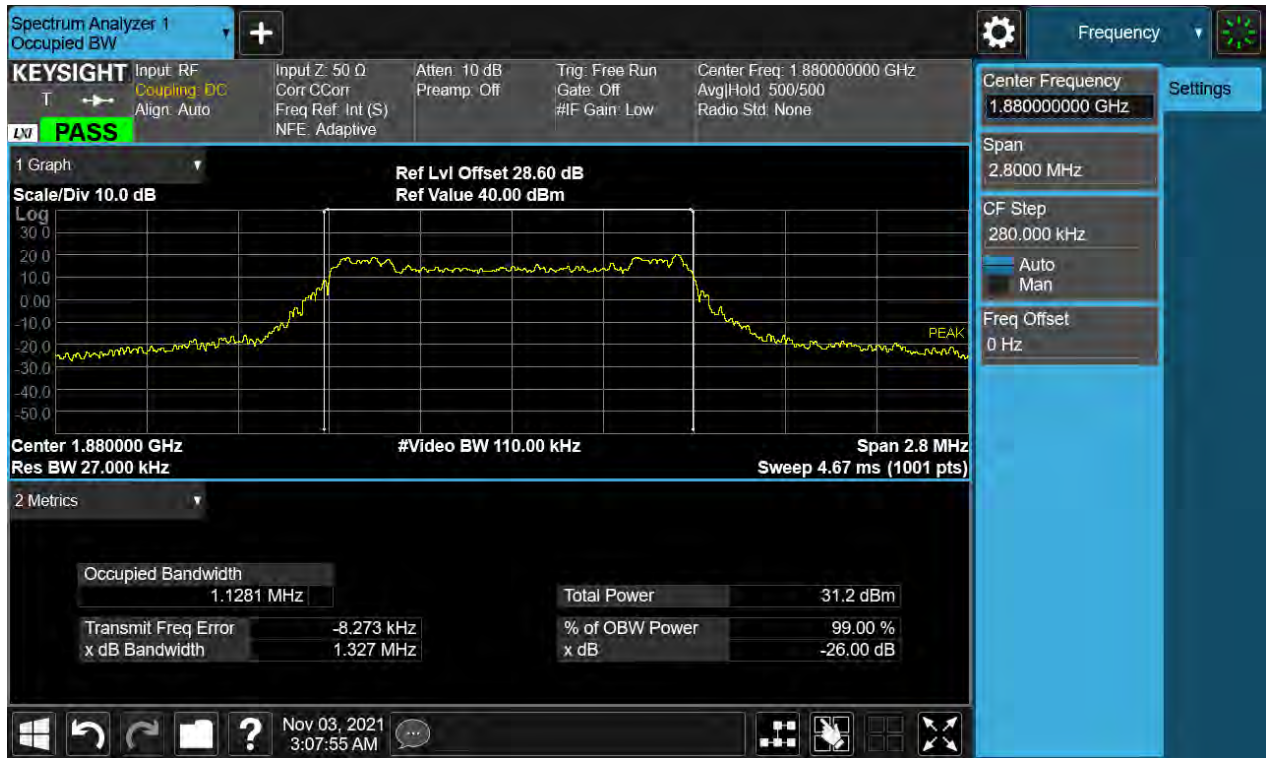 Spectrum Analyzer 1
Occupied BW
+
Frequency
KEYSIGHT
T
LXI
PASS
Input: RF
Coupling: DC
Align: Auto
Input Z: 50 Ω
Corr CCorr
Freq Ref: Int (S)
NFE: Adaptive
Atten: 10 dB
Preamp: Off
Trig: Free Run
Gate: Off
#IF Gain: Low
Center Freq: 1.880000000 GHz
Avg|Hold: 500/500
Radio Std: None
1 Graph
Scale/Div 10.0 dB
Ref Lvl Offset 28.60 dB
Ref Value 40.00 dBm
Log
30.0
20.0
10.0
0.00
-10.0
-20.0
-30.0
-40.0
-50.0
PEAK
Center 1.880000 GHz
Res BW 27.000 kHz
#Video BW 110.00 kHz
Span 2.8 MHz
Sweep 4.67 ms (1001 pts)
2 Metrics
Occupied Bandwidth
1.1281 MHz
Transmit Freq Error -8.273 kHz
x dB Bandwidth 1.327 MHz
Total Power 31.2 dBm
% of OBW Power 99.00 %
x dB -26.00 dB
?
Nov 03, 2021
3:07:55 AM
Center Frequency
1.880000000 GHz
Span
2.8000 MHz
CF Step
280.000 kHz
Auto
Man
Freq Offset
0 Hz
Settings